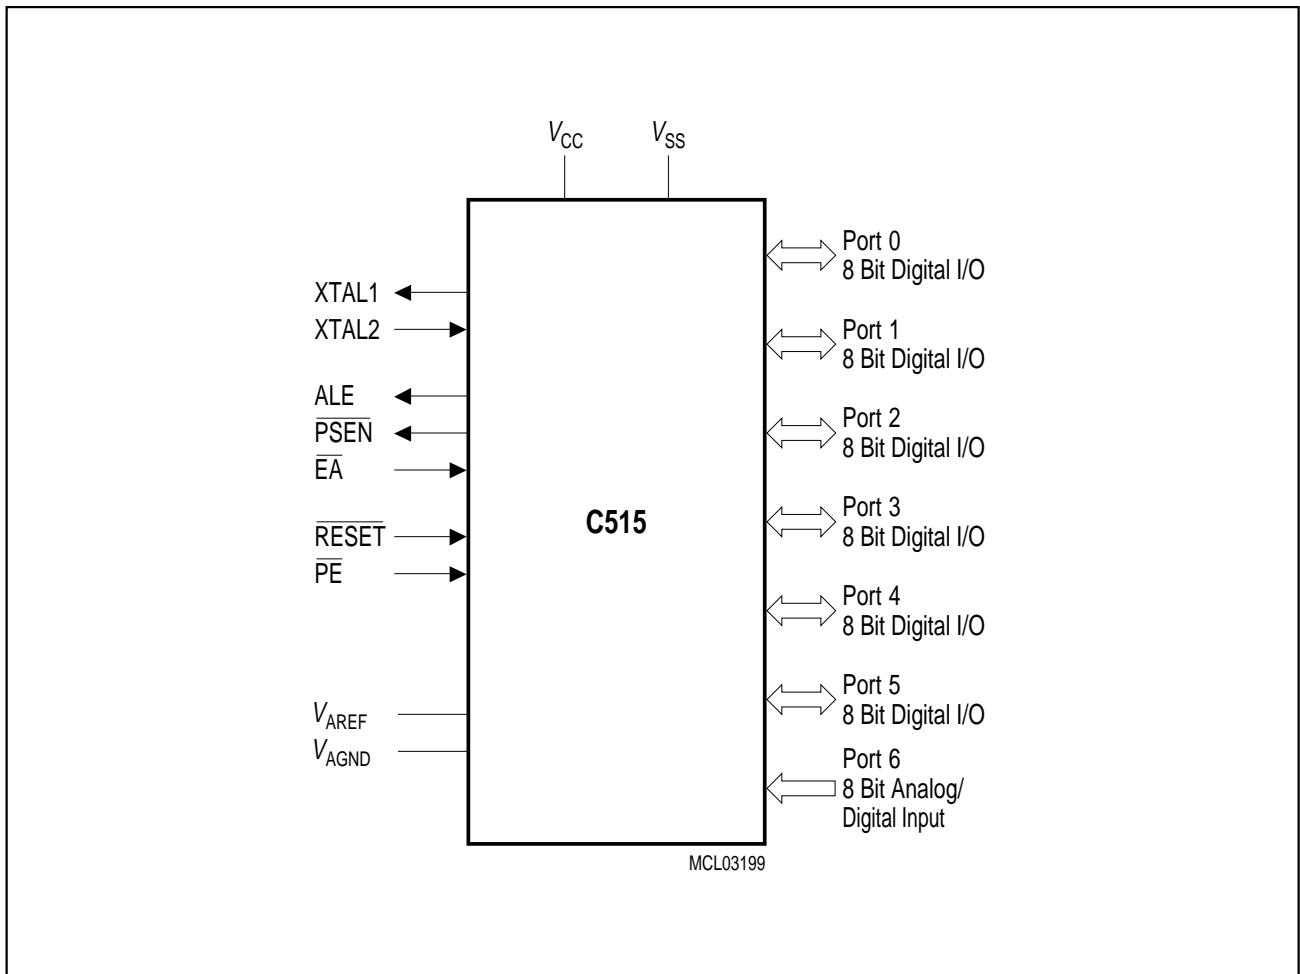 VCC
VSS
XTAL1
XTAL2
ALE
PSEN
EA
RESET
PE
VAREF
VAGND
C515
Port 0
8 Bit Digital I/O
Port 1
8 Bit Digital I/O
Port 2
8 Bit Digital I/O
Port 3
8 Bit Digital I/O
Port 4
8 Bit Digital I/O
Port 5
8 Bit Digital I/O
Port 6
8 Bit Analog/
Digital Input
MCL03199